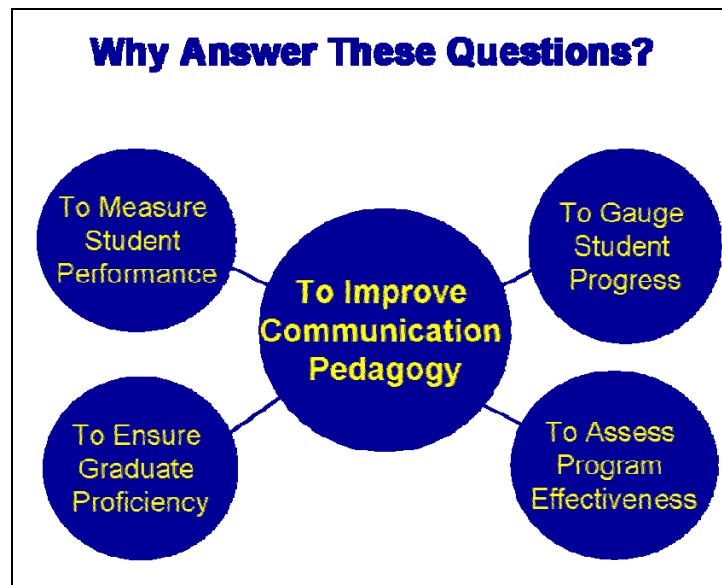 Why Answer These Questions?
To Measure
Student
Performance
To Gauge
Student
Progress
To Improve
Communication
Pedagogy
To Ensure
Graduate
Proficiency
To Assess
Program
Effectiveness